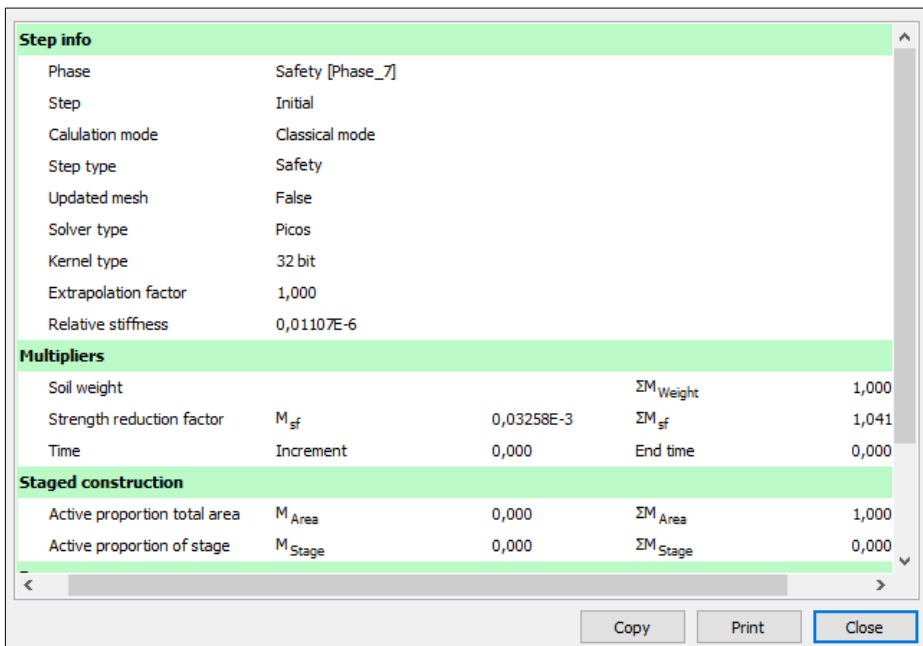 Step info
Phase Safety [Phase_7]
Step Initial
Calulation mode Classical mode
Step type Safety
Updated mesh False
Solver type Picos
Kernel type 32 bit
Extrapolation factor 1,000
Relative stiffness 0,01107E-6
Multipliers
Soil weight ΣM Weight 1,000
Strength reduction factor M sf 0,03258E-3 ΣM sf 1,041
Time Increment 0,000 End time 0,000
Staged construction
Active proportion total area M Area 0,000 ΣM Area 1,000
Active proportion of stage M Stage 0,000 ΣM Stage 0,000
Copy Print Close